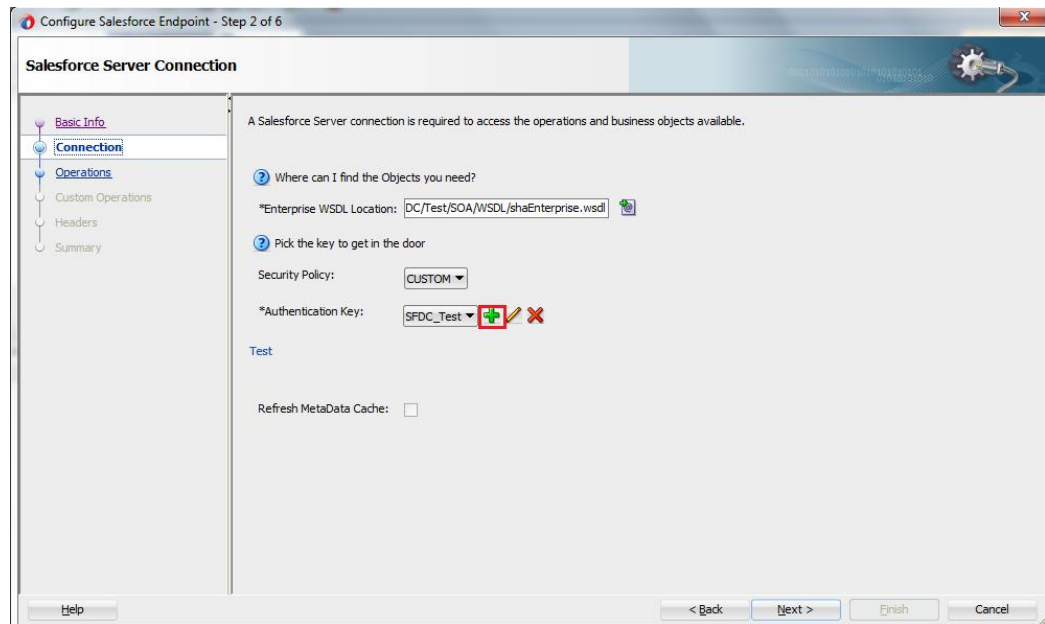 Configure Salesforce Endpoint - Step 2 of 6
Salesforce Server Connection
Basic Info
Connection
Operations
Custom Operations
Headers
Summary
A Salesforce Server connection is required to access the operations and business objects available.
Where can I find the Objects you need?
*Enterprise WSDL Location: DC/Test/SOA/WSDL/shaEnterprise.wsdl
Pick the key to get in the door
Security Policy: CUSTOM
*Authentication Key: SFDC_Test
Test
Refresh MetaData Cache:
Help < Back Next > Finish Cancel